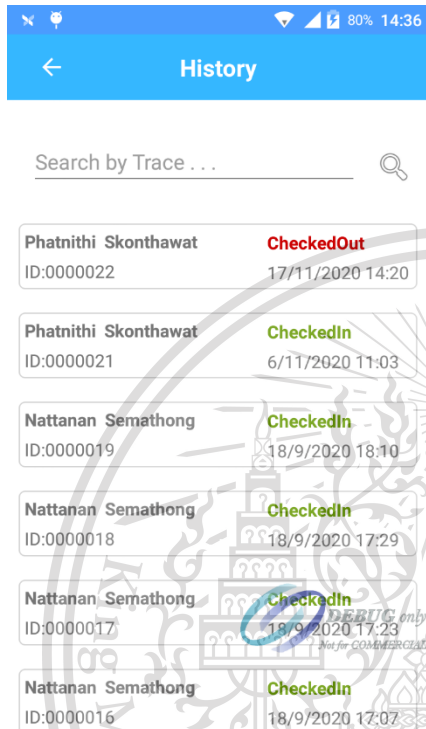 80% 14:36
History
Search by Trace . . .
Phatnithi Skonthawat CheckedOut
ID:0000022 17/11/2020 14:20
Phatnithi Skonthawat CheckedIn
ID:0000021 6/11/2020 11:03
Nattanan Semathong CheckedIn
ID:0000019 18/9/2020 18:10
Nattanan Semathong CheckedIn
ID:0000018 18/9/2020 17:29
Nattanan Semathong CheckedIn
DEBUG only
ID:0000017 18/9/2020 17:23
Not for COMMERCIAL
Nattanan Semathong CheckedIn
ID:0000016 18/9/2020 17:07